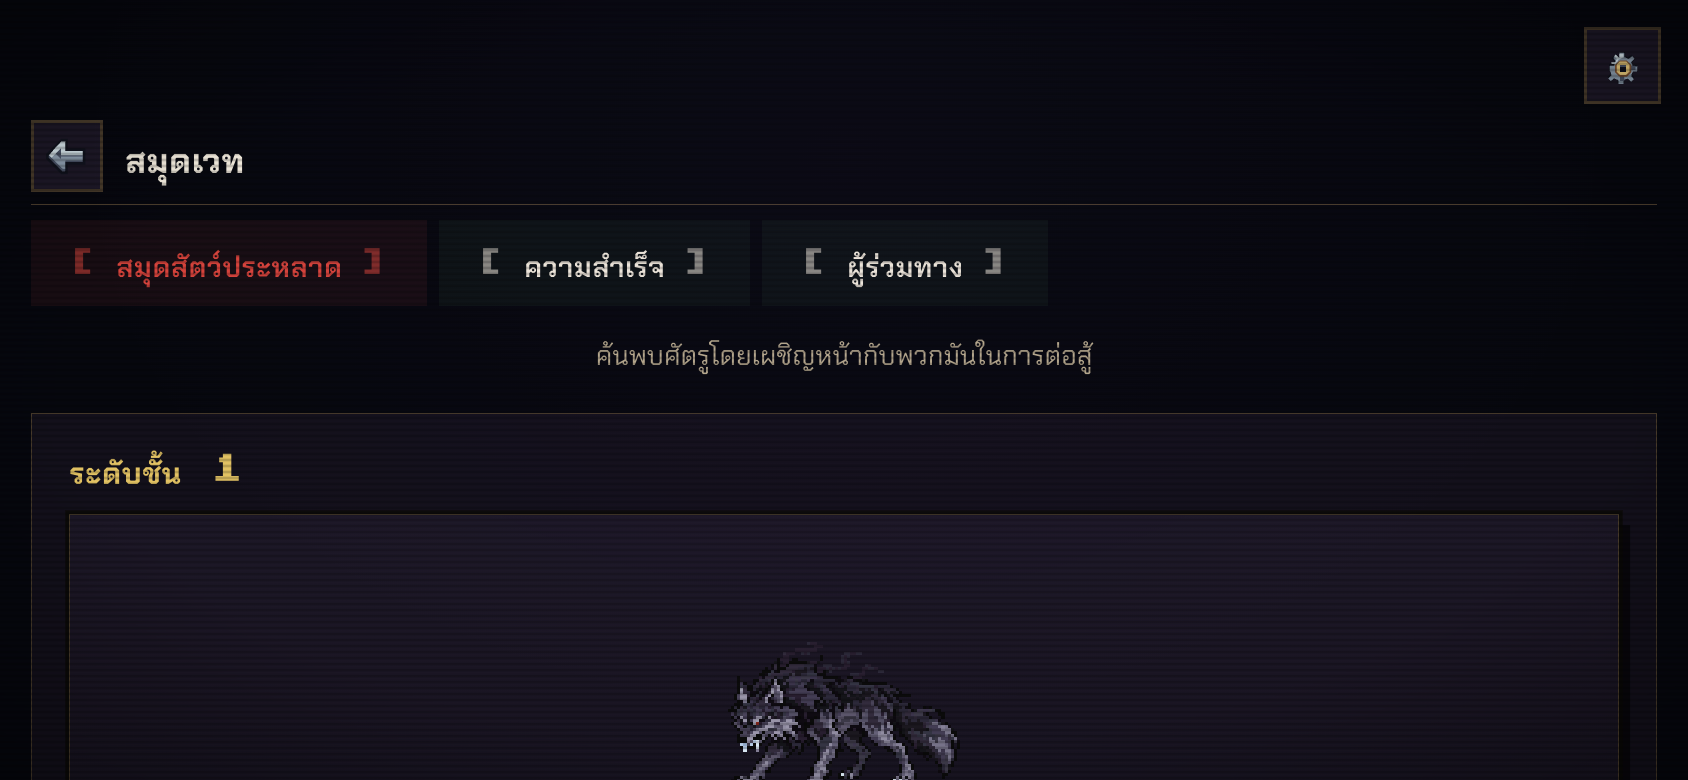 สมุดเวท
[ สมุดสัตว์ประหลาด ] [ ความสำเร็จ ] [ ผู้ร่วมทาง ]
ค้นพบศัตรูโดยเผชิญหน้ากับพวกมันในการต่อสู้
ระดับชั้น 1